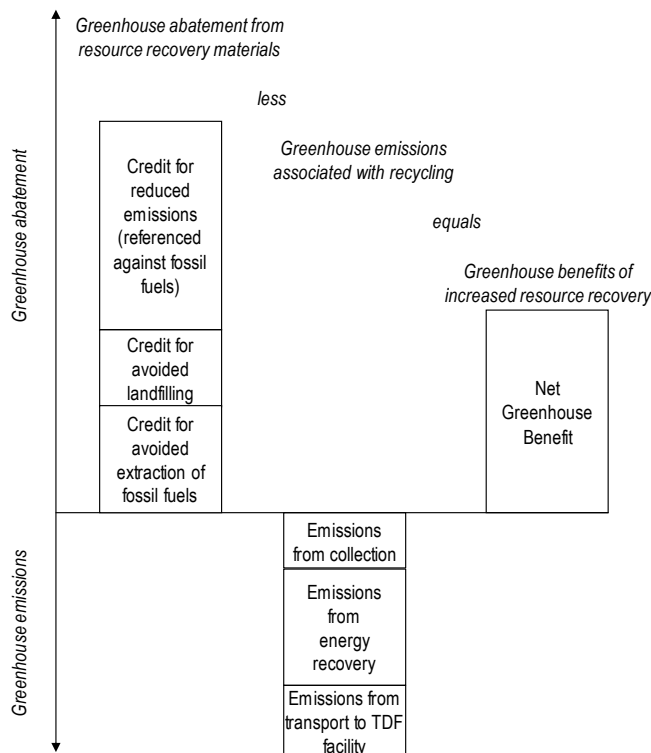 Greenhouse abatement from
resource recovery materials
less
Greenhouse emissions
associated with recycling
equals
Greenhouse benefits of
increased resource recovery
Greenhouse abatement
Credit for
reduced
emissions
(referenced
against fossil
fuels)
Credit for
avoided
landfilling
Credit for
avoided
extraction of
fossil fuels
Net
Greenhouse
Benefit
Greenhouse emissions
Emissions
from collection
Emissions
from
energy
recovery
Emissions from
transport to TDF
facility